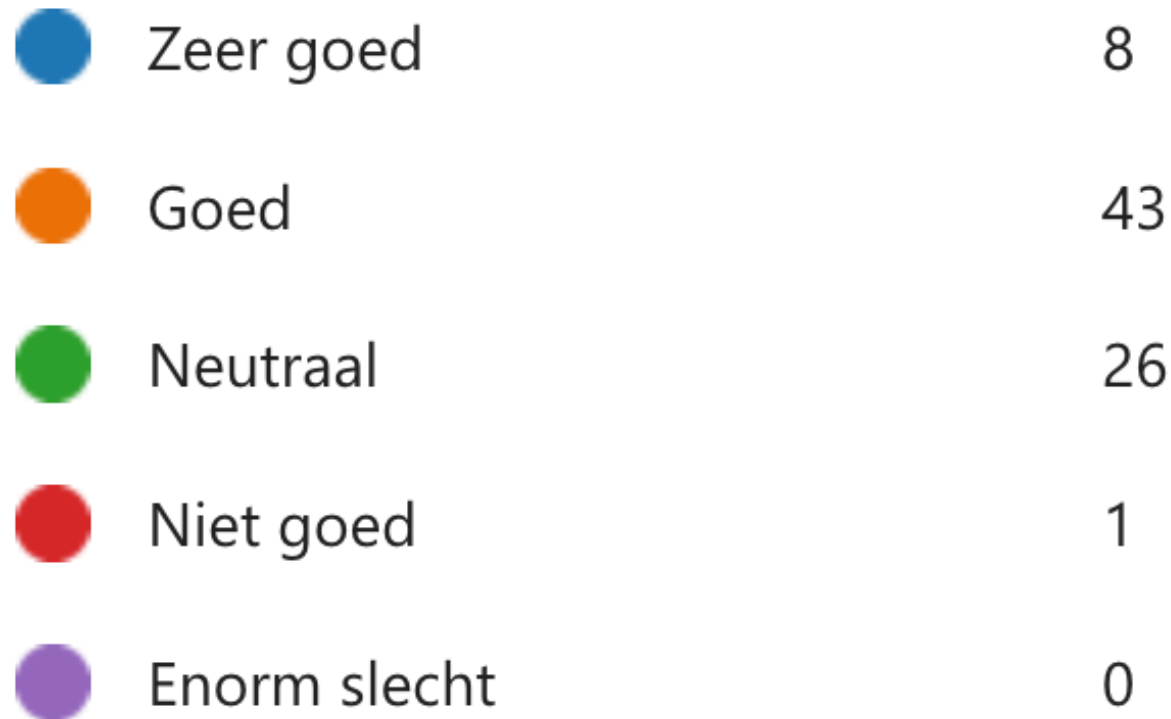 Zeer goed 8
Goed 43
Neutraal 26
Niet goed 1
Enorm slecht 0